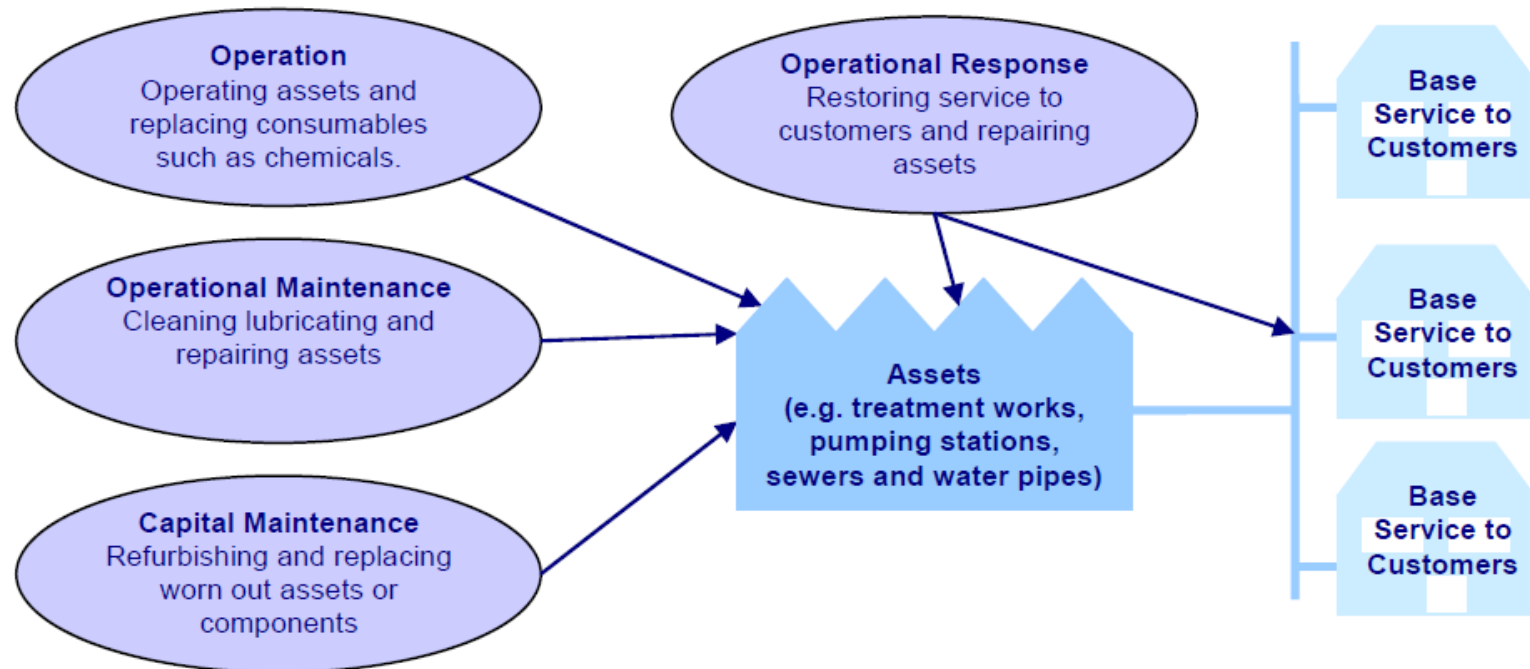 Operation
Operating assets and
replacing consumables
such as chemicals.
Operational Response
Restoring service to
customers and repairing
assets
Base
Service to
Customers
Operational Maintenance
Cleaning lubricating and
repairing assets
Assets
(e.g. treatment works,
pumping stations,
sewers and water pipes)
Base
Service to
Customers
Capital Maintenance
Refurbishing and replacing
worn out assets or
components
Base
Service to
Customers